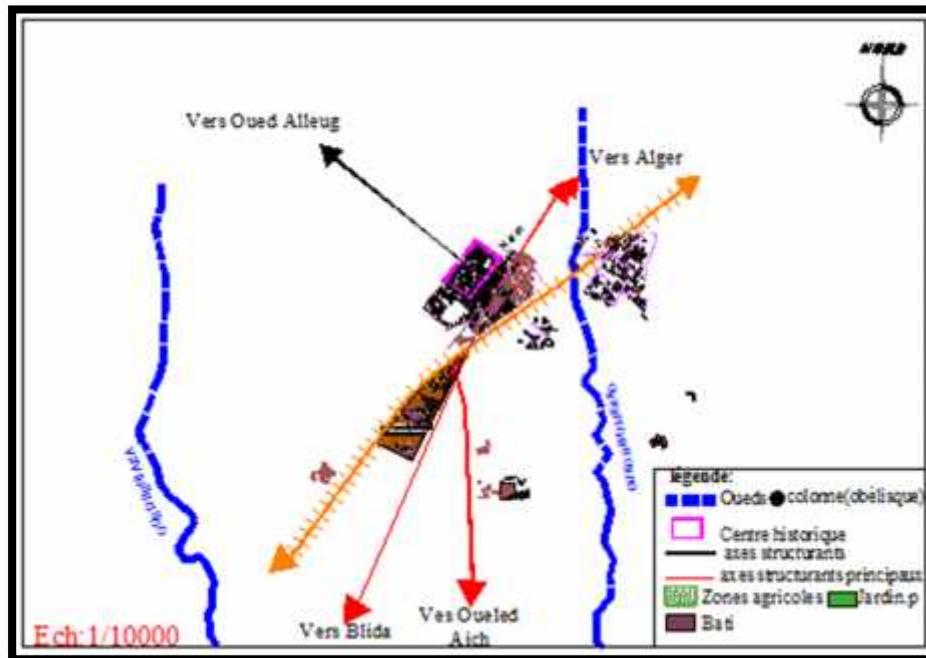 NORD
Vers Oued Alleug
Vers Alger
légende:
Oueds colonne(obélisque)
Centre historique
axes structurants
axes structurants principaux
Zones agricoles Jardin.p
Bati
Vers Blida
Ves Oueled
Aich
Ech:1/10000